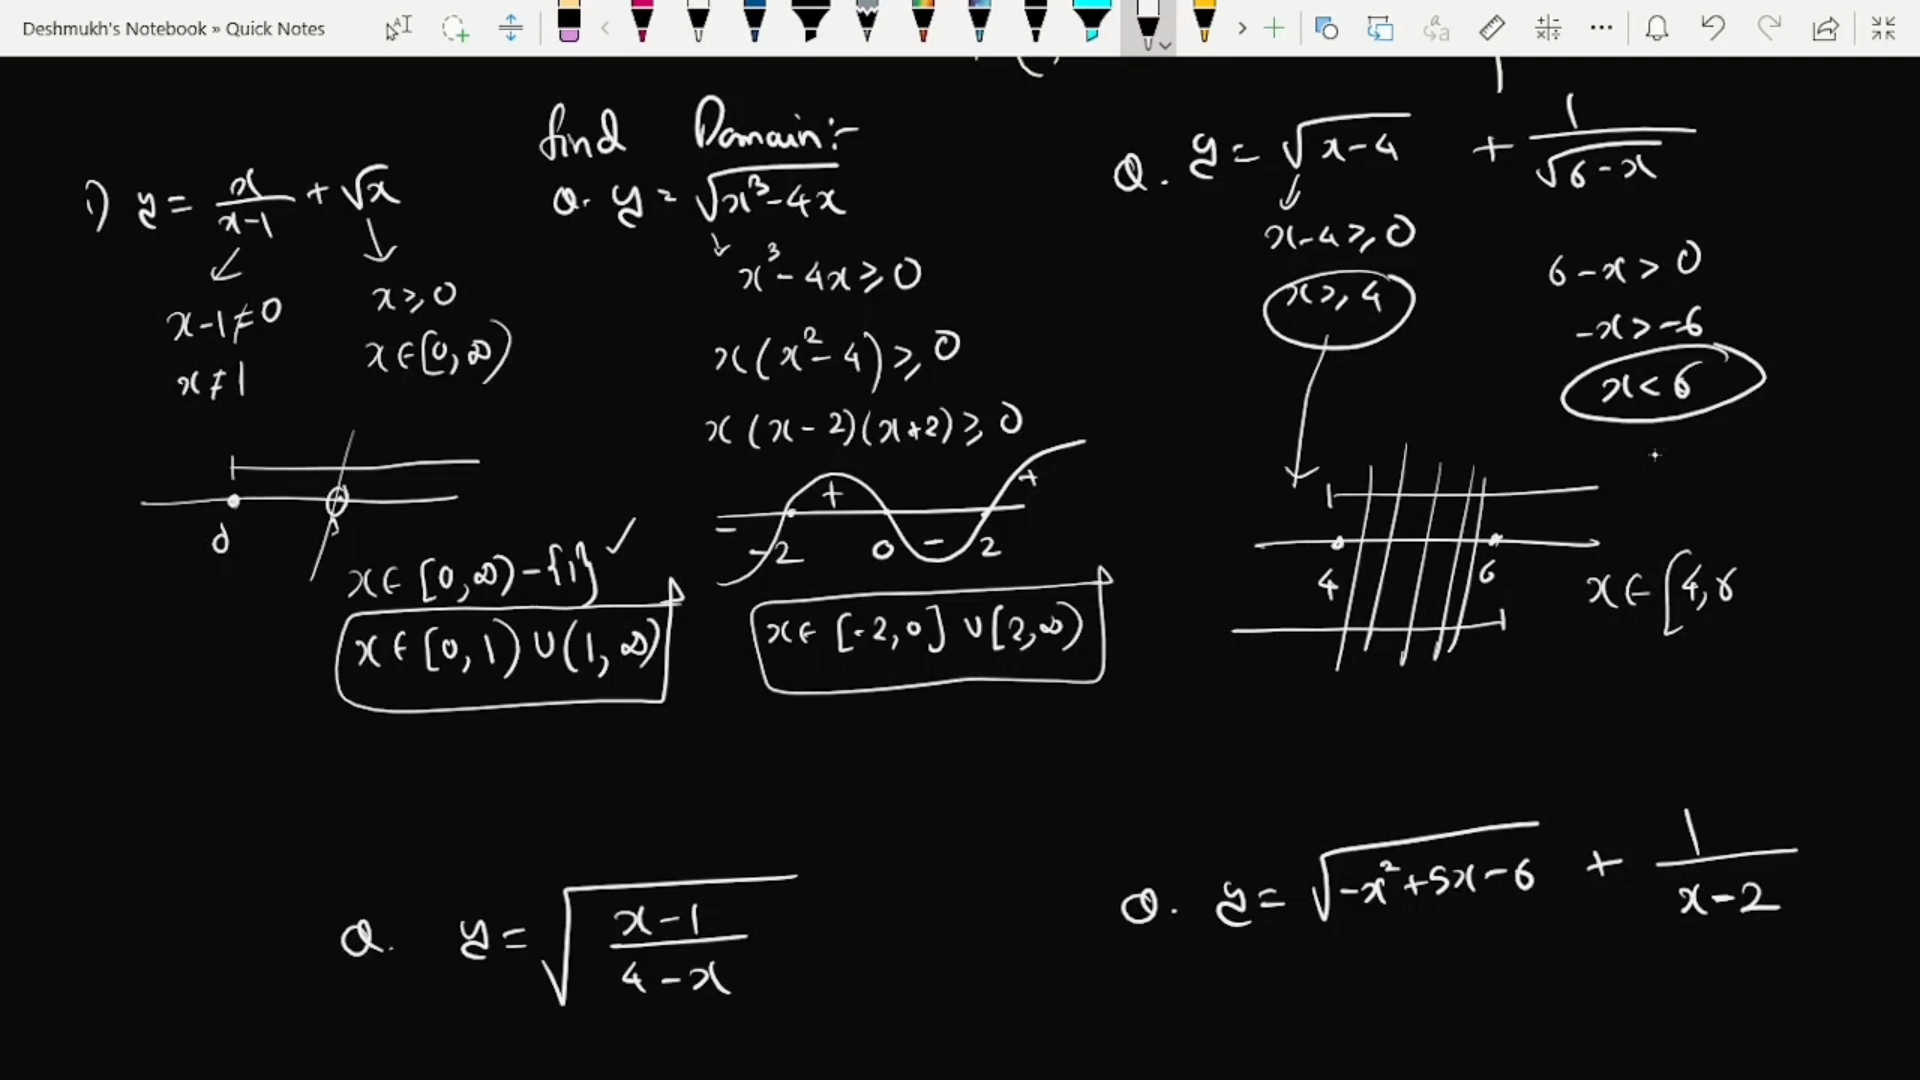 Deshmukh's Notebook » Quick Notes
find Domain:-
1) y = x/(x-1) + √x
x-1≠0
x≠1
x≥0
x∈[0,∞)
0
1
x∈[0,∞)-{1} ✓
x∈[0,1)∪(1,∞)
Q. y = √(x³-4x)
x³-4x≥0
x(x²-4)≥0
x(x-2)(x+2)≥0
- + - +
-2 0 2
x∈[-2,0]∪[2,∞)
Q. y = √(x-4) + 1/√(6-x)
x-4≥0
x≥4
6-x>0
-x>-6
x<6
4 6
x∈[4,6
Q. y = √((x-1)/(4-x))
Q. y = √(-x²+5x-6) + 1/(x-2)